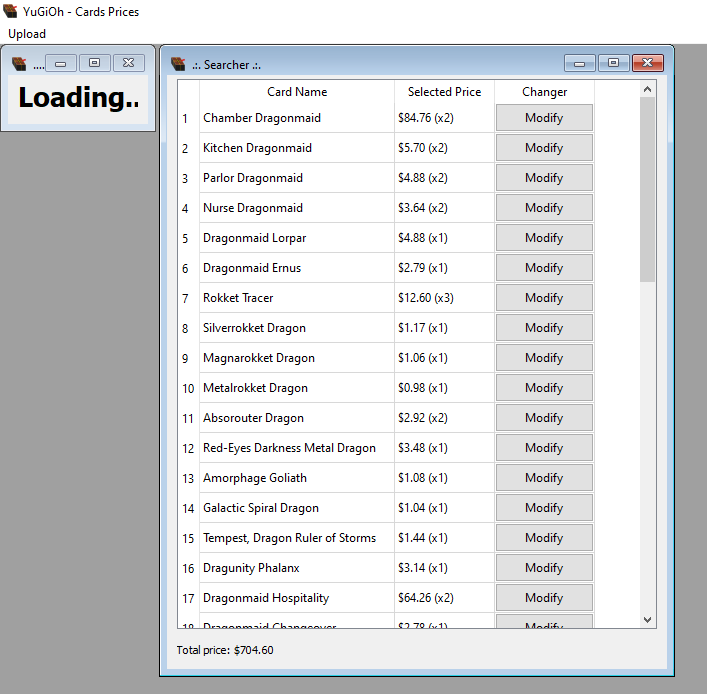 YuGiOh - Cards Prices
Upload
....
Loading..
.:. Searcher .:.
Card Name Selected Price Changer
1 Chamber Dragonmaid $84.76 (x2) Modify
2 Kitchen Dragonmaid $5.70 (x2) Modify
3 Parlor Dragonmaid $4.88 (x2) Modify
4 Nurse Dragonmaid $3.64 (x2) Modify
5 Dragonmaid Lorpar $4.88 (x1) Modify
6 Dragonmaid Ernus $2.79 (x1) Modify
7 Rokket Tracer $12.60 (x3) Modify
8 Silverrokket Dragon $1.17 (x1) Modify
9 Magnarokket Dragon $1.06 (x1) Modify
10 Metalrokket Dragon $0.98 (x1) Modify
11 Absorouter Dragon $2.92 (x2) Modify
12 Red-Eyes Darkness Metal Dragon $3.48 (x1) Modify
13 Amorphage Goliath $1.08 (x1) Modify
14 Galactic Spiral Dragon $1.04 (x1) Modify
15 Tempest, Dragon Ruler of Storms $1.44 (x1) Modify
16 Dragunity Phalanx $3.14 (x1) Modify
17 Dragonmaid Hospitality $64.26 (x2) Modify
18 Dragonmaid Changeover $2.78 (x1) Modify
Total price: $704.60